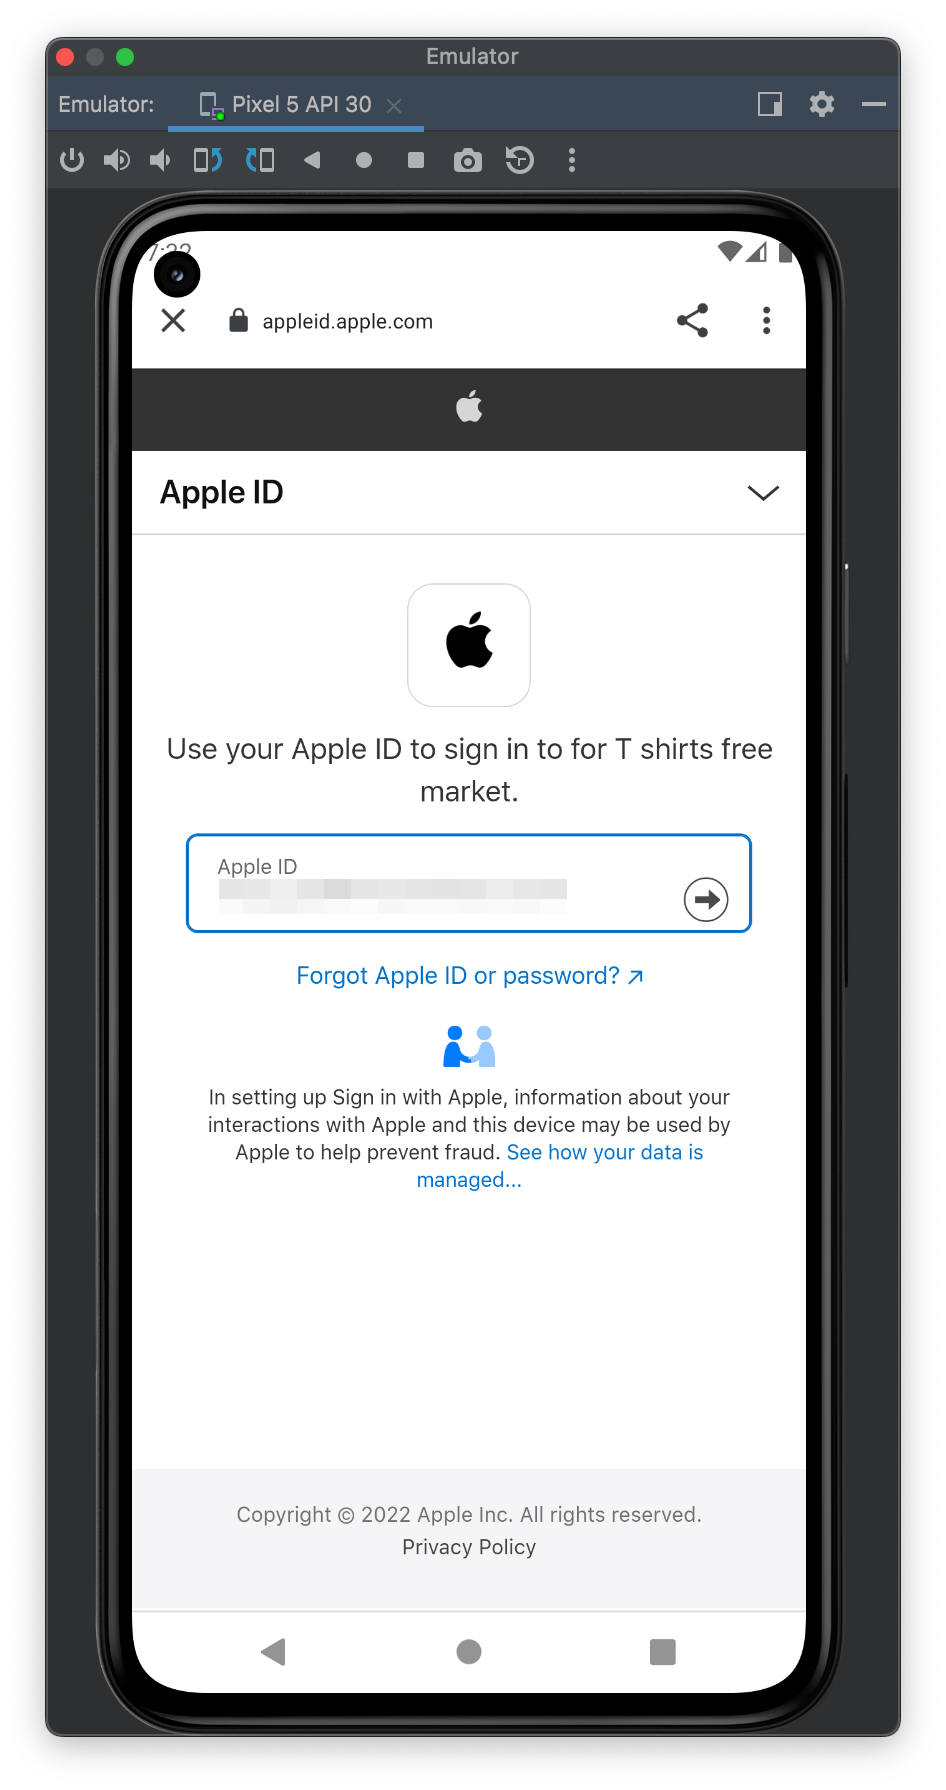 Emulator
Emulator: Pixel 5 API 30
appleid.apple.com
Apple ID
Use your Apple ID to sign in to for T shirts free
market.
Apple ID
Forgot Apple ID or password? ↗
In setting up Sign in with Apple, information about your
interactions with Apple and this device may be used by
Apple to help prevent fraud. See how your data is
managed...
Copyright © 2022 Apple Inc. All rights reserved.
Privacy Policy